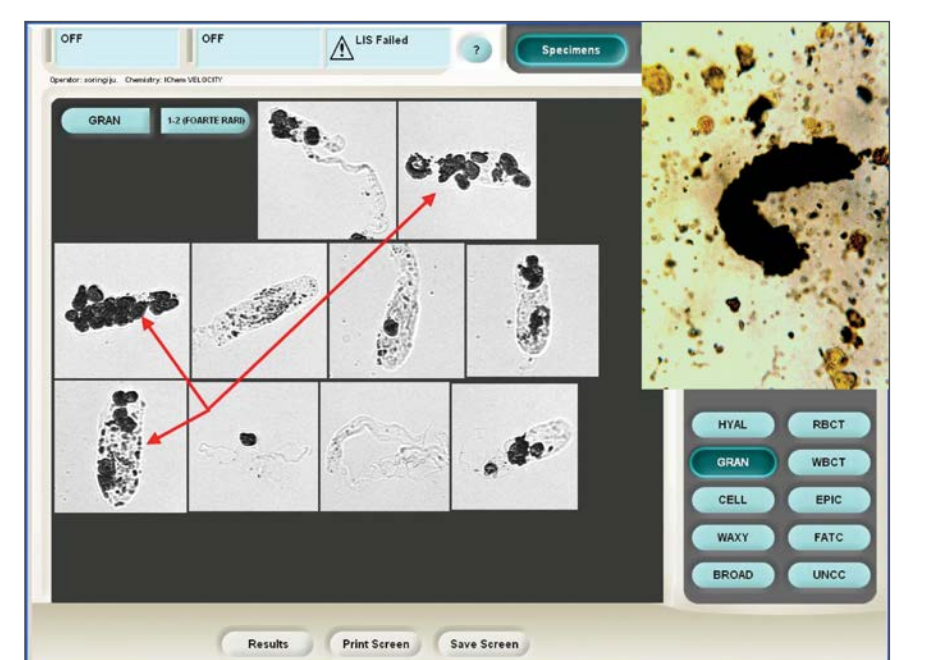 OFF
OFF
LIS Failed
?
Specimens
Operator: soringiju. Chemistry: IChem VELOCITY
GRAN
1-2 (FOARTE RARI)
HYAL
RBCT
GRAN
WBCT
CELL
EPIC
WAXY
FATC
BROAD
UNCC
Results
Print Screen
Save Screen